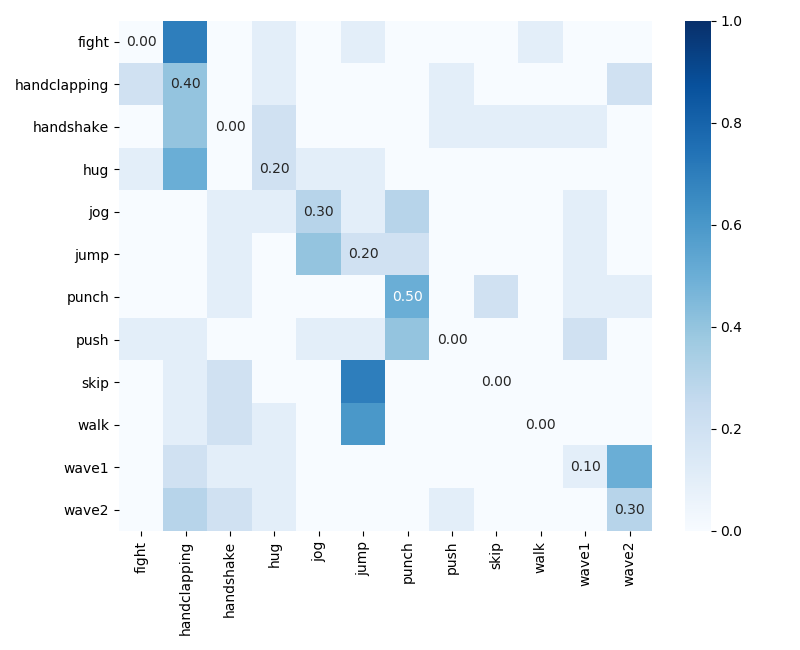 fight 0.00
handclapping 0.40
handshake 0.00
hug 0.20
jog 0.30
jump 0.20
punch 0.50
push 0.00
skip 0.00
walk 0.00
wave1 0.10
wave2 0.30
fight handclapping handshake hug jog jump punch push skip walk wave1 wave2
1.0
0.8
0.6
0.4
0.2
0.0